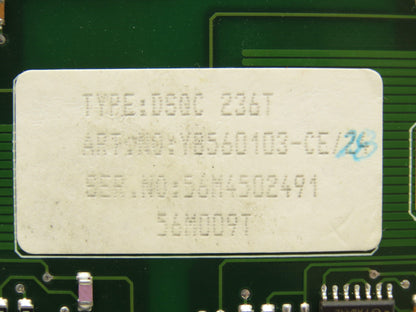 TYPE:DSQC 236T
ART.NO:YB560103-CE/28
SER.NO:56M4502491
56M009T